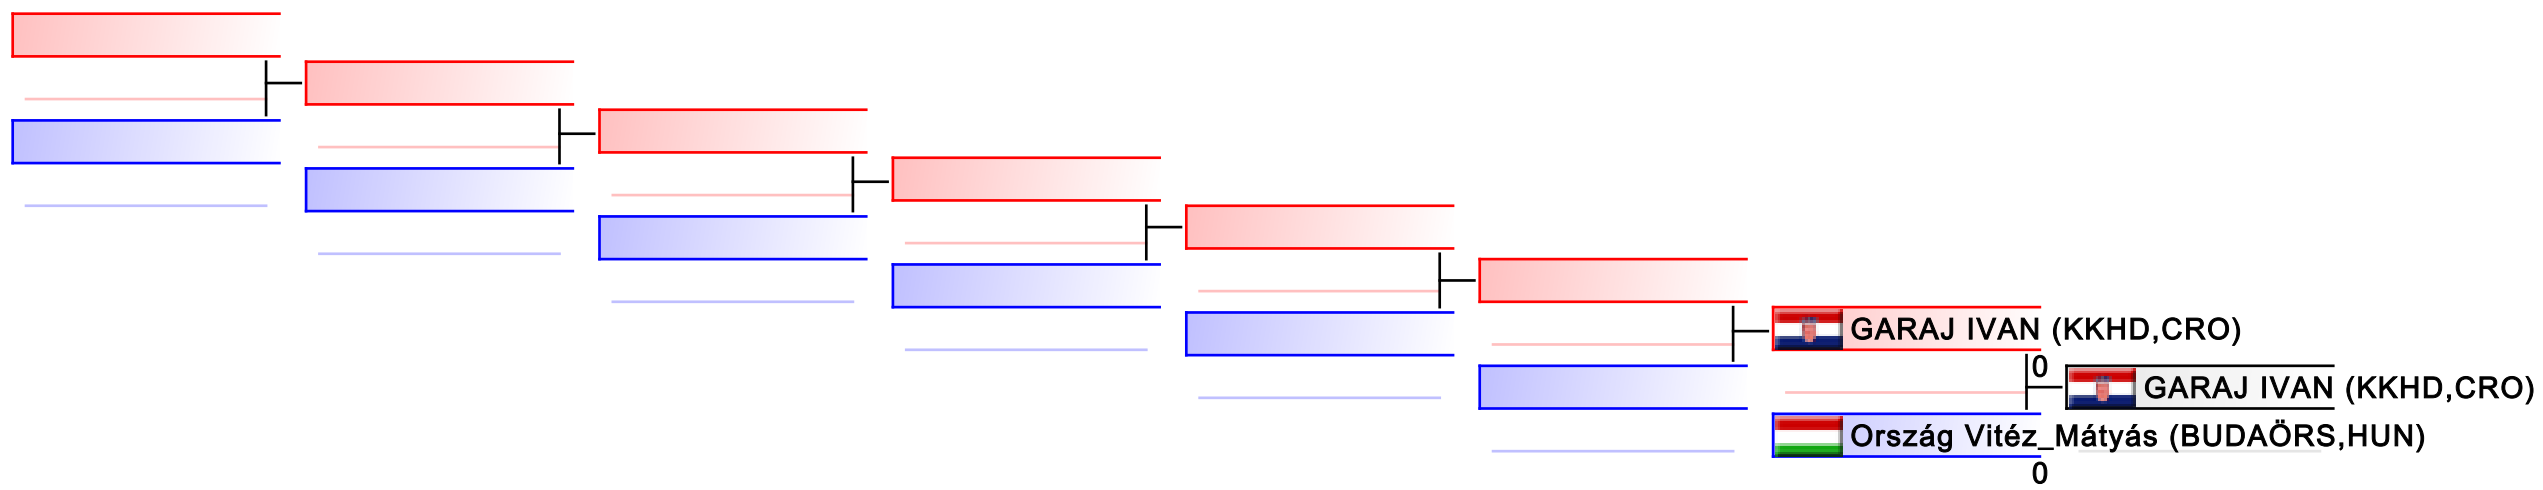 GARAJ IVAN (KKHD,CRO)
0
GARAJ IVAN (KKHD,CRO)
Ország Vitéz_Mátyás (BUDAÖRS,HUN)
0